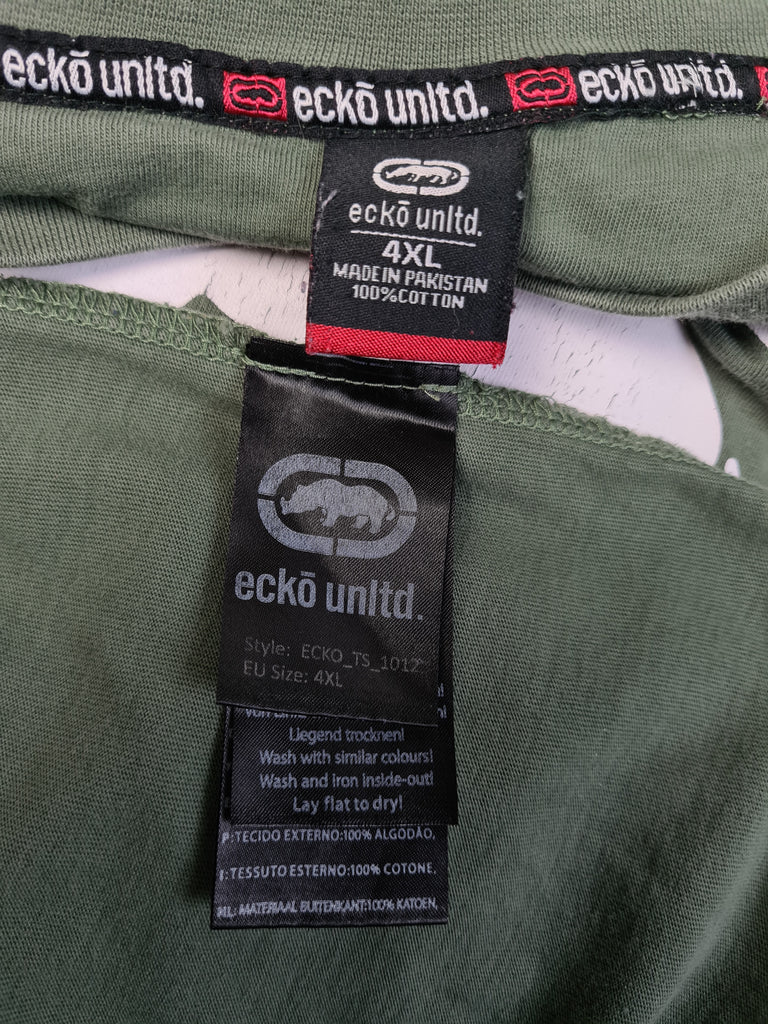 eckō unltd. eckō unltd. eckō unltd.
eckō unltd.
4XL
MADE IN PAKISTAN
100% COTTON
eckō unltd.
Style: ECKO_TS_1012
EU Size: 4XL
Liegend trocknen!
Wash with similar colours!
Wash and iron inside-out!
Lay flat to dry!
P:TECIDO EXTERNO:100% ALGODÃO,
I:TESSUTO ESTERNO:100% COTONE,
NL: MATERIAAL BUITENKANT:100% KATOEN,